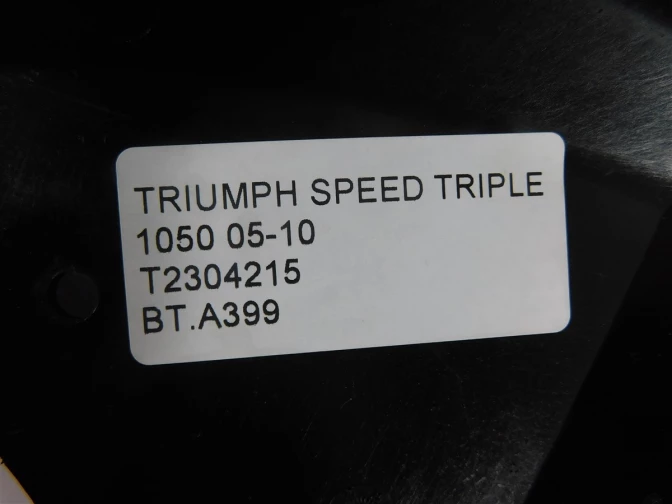 TRIUMPH SPEED TRIPLE
1050 05-10
T2304215
BT.A399